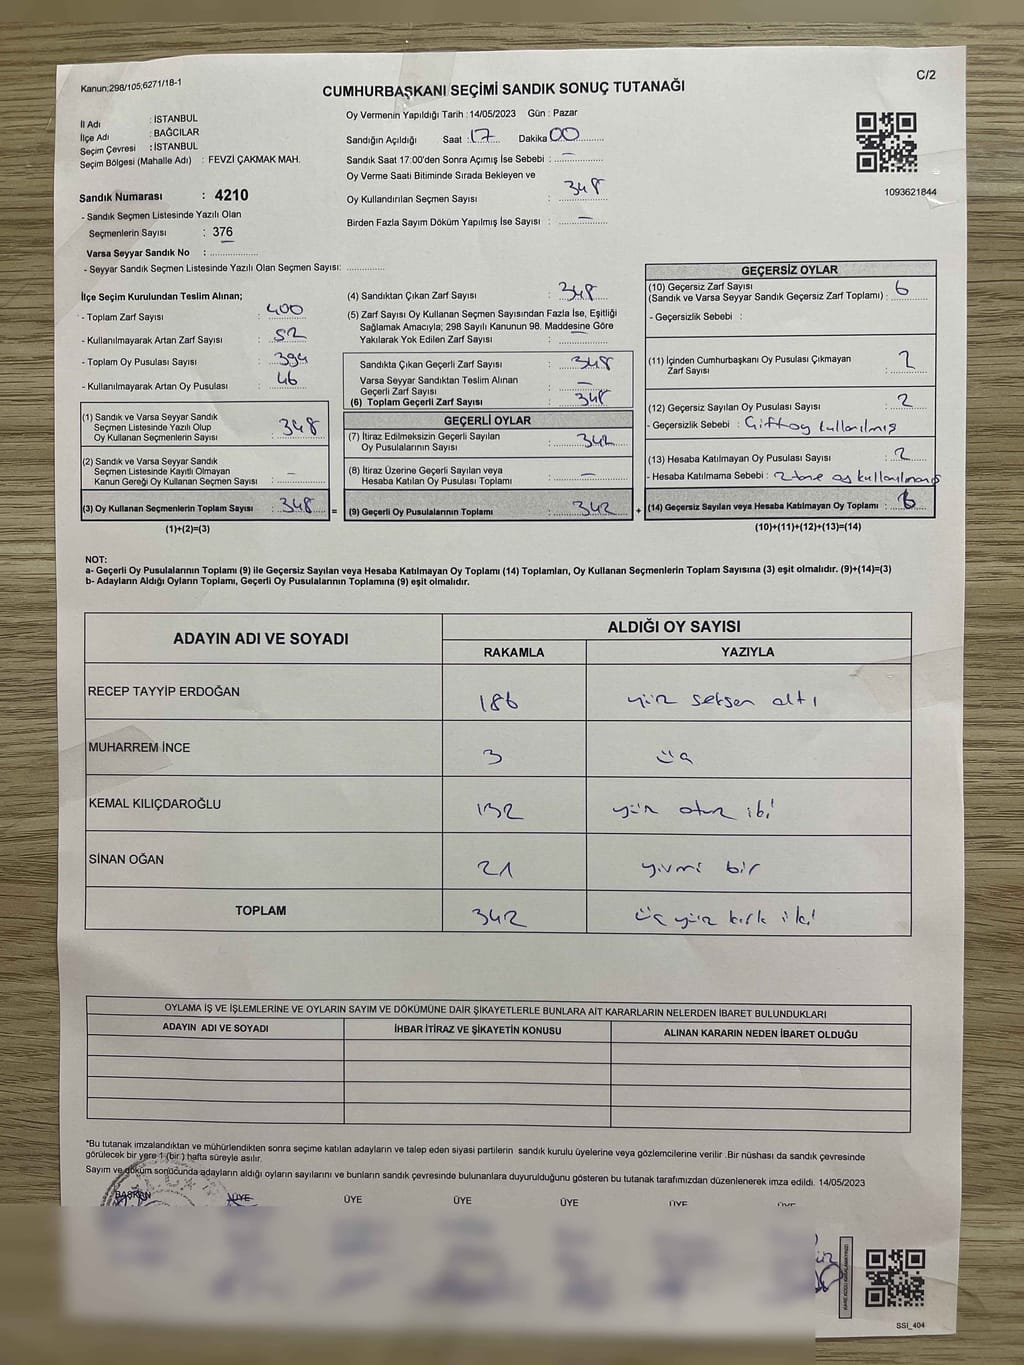 Kanun;298/105;6271/18-1
C/2
CUMHURBAŞKANI SEÇİMİ SANDIK SONUÇ TUTANAĞI
İl Adı : İSTANBUL
İlçe Adı : BAĞCILAR
Seçim Çevresi : İSTANBUL
Seçim Bölgesi (Mahalle Adı) : FEVZİ ÇAKMAK MAH.
Sandık Numarası : 4210
- Sandık Seçmen Listesinde Yazılı Olan
Seçmenlerin Sayısı : 376
Varsa Seyyar Sandık No :
- Seyyar Sandık Seçmen Listesinde Yazılı Olan Seçmen Sayısı:
Oy Vermenin Yapıldığı Tarih : 14/05/2023 Gün : Pazar
Sandığın Açıldığı Saat : 17 Dakika 00
Sandık Saat 17:00'den Sonra Açımış İse Sebebi : —
Oy Verme Saati Bitiminde Sırada Bekleyen ve
Oy Kullandırılan Seçmen Sayısı : 348
Birden Fazla Sayım Döküm Yapılmış İse Sayısı : —
1093621844
İlçe Seçim Kurulundan Teslim Alınan;
- Toplam Zarf Sayısı : 400
- Kullanılmayarak Artan Zarf Sayısı : 52
- Toplam Oy Pusulası Sayısı : 394
- Kullanılmayarak Artan Oy Pusulası : 46
(1) Sandık ve Varsa Seyyar Sandık
Seçmen Listesinde Yazılı Olup
Oy Kullanan Seçmenlerin Sayısı : 348
(2) Sandık ve Varsa Seyyar Sandık
Seçmen Listesinde Kayıtlı Olmayan
Kanun Gereği Oy Kullanan Seçmen Sayısı : —
(3) Oy Kullanan Seçmenlerin Toplam Sayısı : 348
(1)+(2)=(3)
(4) Sandıktan Çıkan Zarf Sayısı : 348
(5) Zarf Sayısı Oy Kullanan Seçmen Sayısından Fazla İse, Eşitliği
Sağlamak Amacıyla; 298 Sayılı Kanunun 98. Maddesine Göre
Yakılarak Yok Edilen Zarf Sayısı : —
Sandıkta Çıkan Geçerli Zarf Sayısı : 348
Varsa Seyyar Sandıktan Teslim Alınan
Geçerli Zarf Sayısı : —
(6) Toplam Geçerli Zarf Sayısı : 348
GEÇERLİ OYLAR
(7) İtiraz Edilmeksizin Geçerli Sayılan
Oy Pusulalarının Sayısı : 342
(8) İtiraz Üzerine Geçerli Sayılan veya
Hesaba Katılan Oy Pusulası Toplamı : —
= (9) Geçerli Oy Pusulalarının Toplamı : 342
GEÇERSİZ OYLAR
(10) Geçersiz Zarf Sayısı
(Sandık ve Varsa Seyyar Sandık Geçersiz Zarf Toplamı) : 6
- Geçersizlik Sebebi :
(11) İçinden Cumhurbaşkanı Oy Pusulası Çıkmayan
Zarf Sayısı : 2
(12) Geçersiz Sayılan Oy Pusulası Sayısı : 2
- Geçersizlik Sebebi : Çift oy kullanılmış
(13) Hesaba Katılmayan Oy Pusulası Sayısı : 2
- Hesaba Katılmama Sebebi : 2 tane oy kullanılmamış
+ (14) Geçersiz Sayılan veya Hesaba Katılmayan Oy Toplamı : 6
(10)+(11)+(12)+(13)=(14)
NOT:
a- Geçerli Oy Pusulalarının Toplamı (9) ile Geçersiz Sayılan veya Hesaba Katılmayan Oy Toplamı (14) Toplamları, Oy Kullanan Seçmenlerin Toplam Sayısına (3) eşit olmalıdır. (9)+(14)=(3)
b- Adayların Aldığı Oyların Toplamı, Geçerli Oy Pusulalarının Toplamına (9) eşit olmalıdır.
ADAYIN ADI VE SOYADI
ALDIĞI OY SAYISI
RAKAMLA YAZIYLA
RECEP TAYYİP ERDOĞAN 186 yüz seksen altı
MUHARREM İNCE 3 üç
KEMAL KILIÇDAROĞLU 132 yüz otuz iki
SİNAN OĞAN 21 yirmi bir
TOPLAM 342 üç yüz kırk iki
OYLAMA İŞ VE İŞLEMLERİNE VE OYLARIN SAYIM VE DÖKÜMÜNE DAİR ŞİKAYETLERLE BUNLARA AİT KARARLARIN NELERDEN İBARET BULUNDUKLARI
ADAYIN ADI VE SOYADI İHBAR İTİRAZ VE ŞİKAYETİN KONUSU ALINAN KARARIN NEDEN İBARET OLDUĞU
*Bu tutanak imzalandıktan ve mühürlendikten sonra seçime katılan adayların ve talep eden siyasi partilerin sandık kurulu üyelerine veya gözlemcilerine verilir .Bir nüshası da sandık çevresinde
görülecek bir yere 1 (bir ) hafta süreyle asılır.
Sayım ve döküm sonucunda adayların aldığı oyların sayılarını ve bunların sandık çevresinde bulunanlara duyurulduğunu gösteren bu tutanak tarafımızdan düzenlenerek imza edildi. 14/05/2023
BAŞKAN ÜYE ÜYE ÜYE ÜYE ÜYE ÜYE
SSİ_404